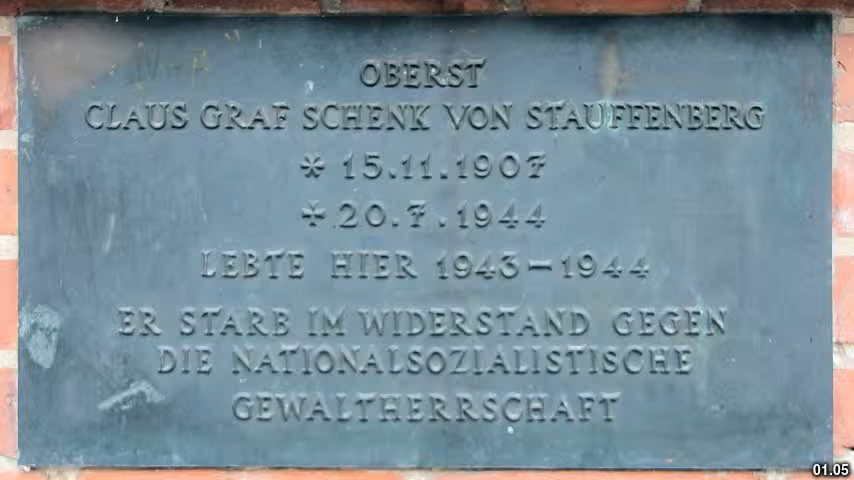 OBERST
CLAUS GRAF SCHENK VON STAUFFENBERG
* 15.11.1907
+ 20.7.1944
LEBTE HIER 1943-1944
ER STARB IM WIDERSTAND GEGEN
DIE NATIONALSOZIALISTISCHE
GEWALTHERRSCHAFT
01.05